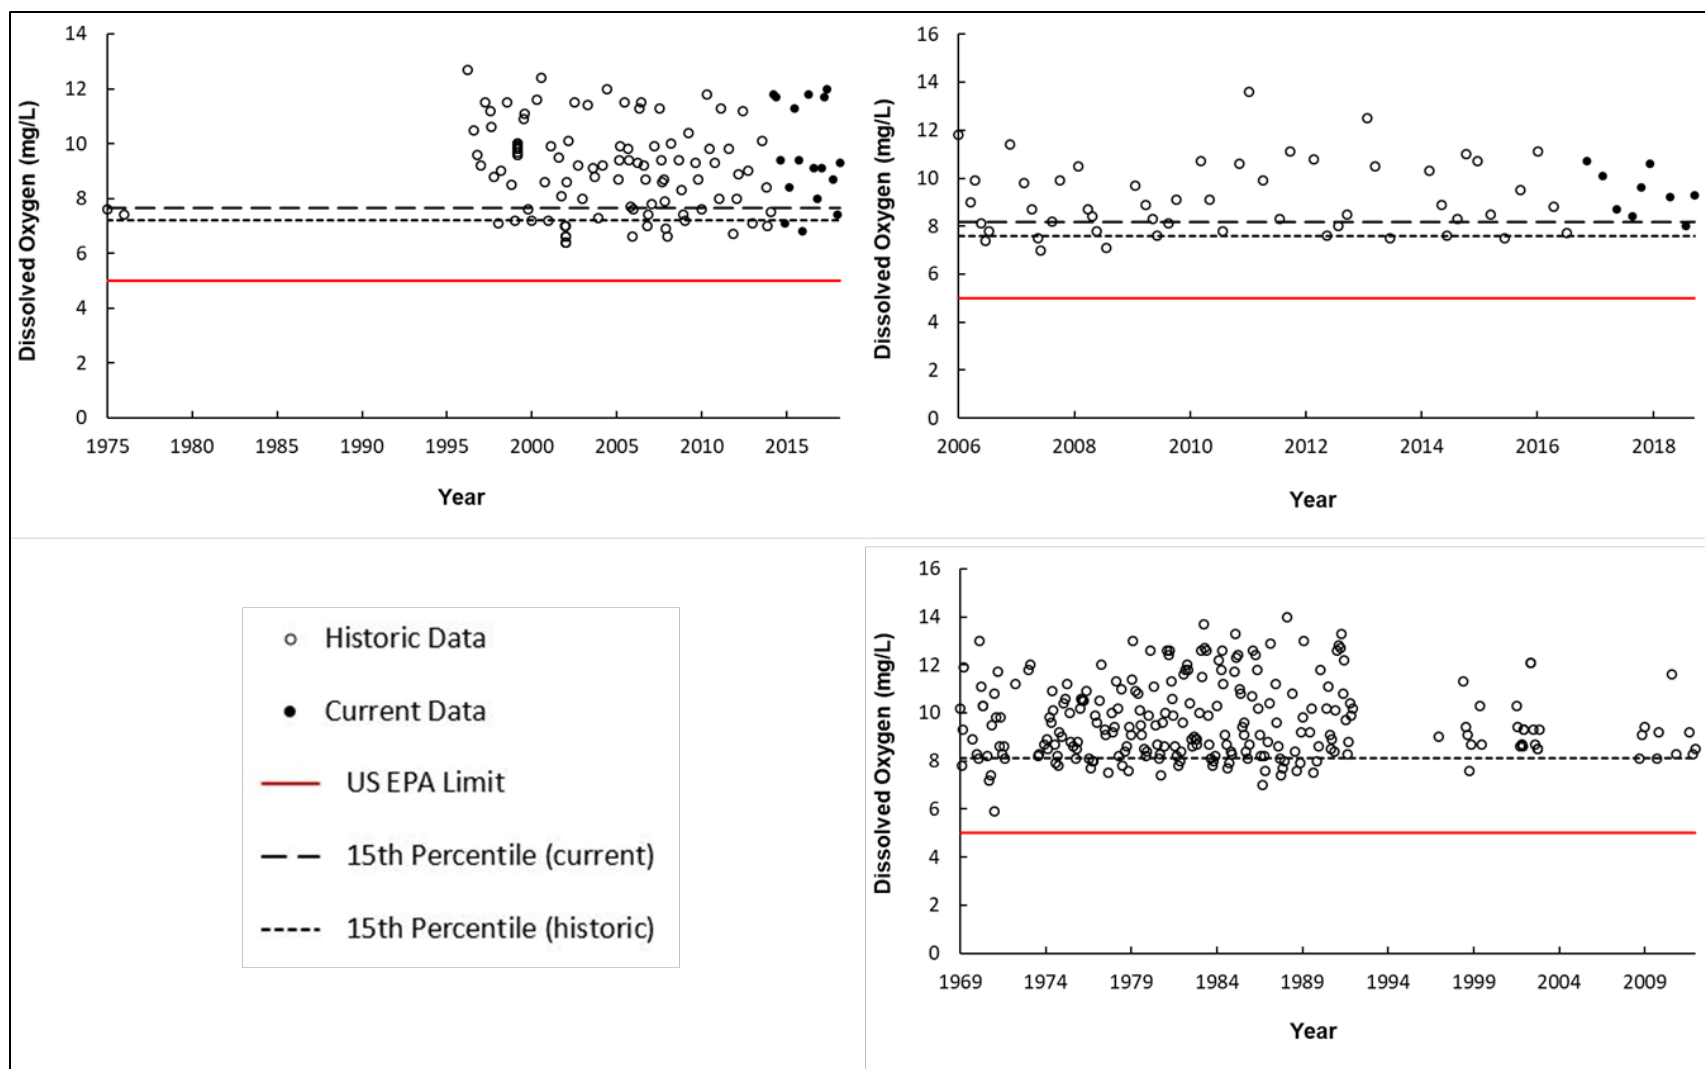 14
12
10
8
6
4
2
0
Dissolved Oxygen (mg/L)
1975 1980 1985 1990 1995 2000 2005 2010 2015
Year
16
14
12
10
8
6
4
2
0
Dissolved Oxygen (mg/L)
2006 2008 2010 2012 2014 2016 2018
Year
Historic Data
Current Data
US EPA Limit
15th Percentile (current)
15th Percentile (historic)
16
14
12
10
8
6
4
2
0
Dissolved Oxygen (mg/L)
1969 1974 1979 1984 1989 1994 1999 2004 2009
Year